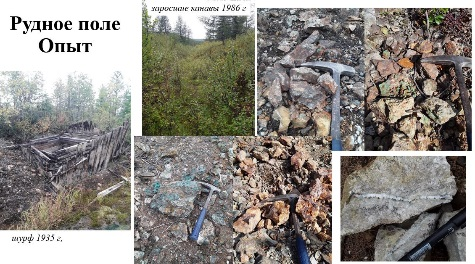 Рудное поле
Опыт
заросшие канавы 1986 г
шурф 1935 г,